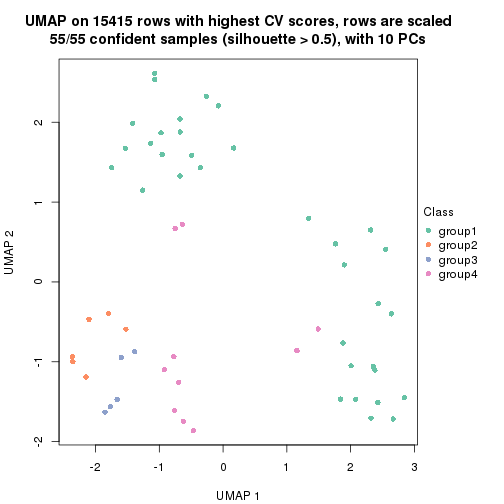 UMAP on 15415 rows with highest CV scores, rows are scaled
55/55 confident samples (silhouette > 0.5), with 10 PCs
2
1
0
-1
-2
UMAP 2
-2
-1
0
1
2
3
UMAP 1
Class
group1
group2
group3
group4